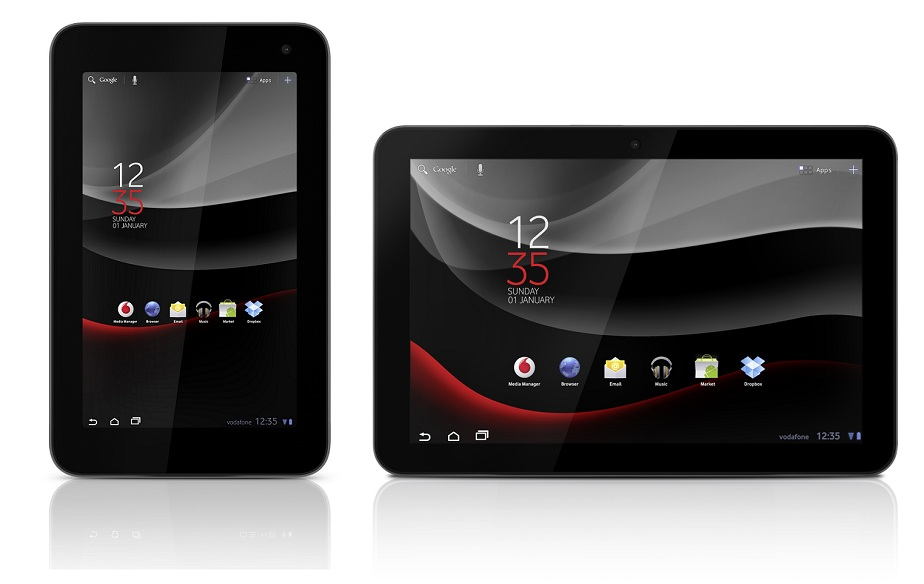 Google
Apps
12
35
SUNDAY
01 JANUARY
Media Manager
Browser
Email
Music
Market
Dropbox
vodafone 12:35
Google
Apps
12
35
SUNDAY
01 JANUARY
Media Manager
Browser
Email
Music
Market
Dropbox
vodafone 12:35